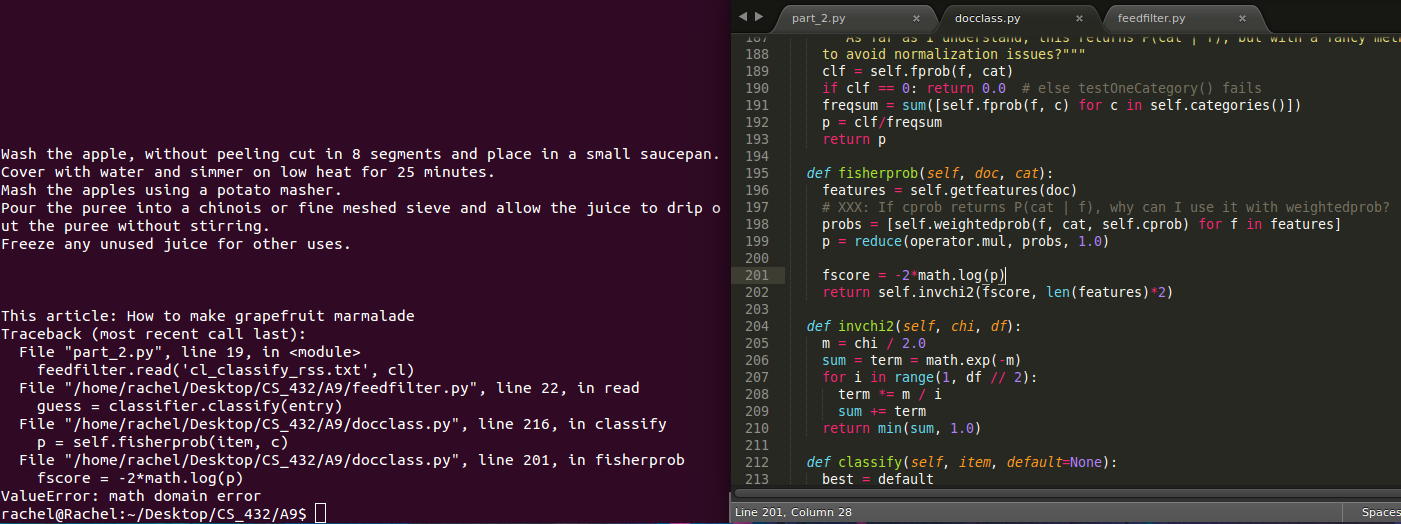 Wash the apple, without peeling cut in 8 segments and place in a small saucepan.
Cover with water and simmer on low heat for 25 minutes.
Mash the apples using a potato masher.
Pour the puree into a chinois or fine meshed sieve and allow the juice to drip o
ut the puree without stirring.
Freeze any unused juice for other uses.
This article: How to make grapefruit marmalade
Traceback (most recent call last):
  File "part_2.py", line 19, in <module>
    feedfilter.read('cl_classify_rss.txt', cl)
  File "/home/rachel/Desktop/CS_432/A9/feedfilter.py", line 22, in read
    guess = classifier.classify(entry)
  File "/home/rachel/Desktop/CS_432/A9/docclass.py", line 216, in classify
    p = self.fisherprob(item, c)
  File "/home/rachel/Desktop/CS_432/A9/docclass.py", line 201, in fisherprob
    fscore = -2*math.log(p)
ValueError: math domain error
rachel@Rachel:~/Desktop/CS_432/A9$
part_2.py × docclass.py × feedfilter.py ×
187 As far as I understand, this returns P(cat | f), but with a fancy
188 to avoid normalization issues?"""
189 clf = self.fprob(f, cat)
190 if clf == 0: return 0.0  # else testOneCategory() fails
191 freqsum = sum([self.fprob(f, c) for c in self.categories()])
192 p = clf/freqsum
193 return p
194
195 def fisherprob(self, doc, cat):
196   features = self.getfeatures(doc)
197   # XXX: If cprob returns P(cat | f), why can I use it with weightedprob?
198   probs = [self.weightedprob(f, cat, self.cprob) for f in features]
199   p = reduce(operator.mul, probs, 1.0)
200
201   fscore = -2*math.log(p)
202   return self.invchi2(fscore, len(features)*2)
203
204 def invchi2(self, chi, df):
205   m = chi / 2.0
206   sum = term = math.exp(-m)
207   for i in range(1, df // 2):
208     term *= m / i
209     sum += term
210   return min(sum, 1.0)
211
212 def classify(self, item, default=None):
213   best = default
Line 201, Column 28
Spaces